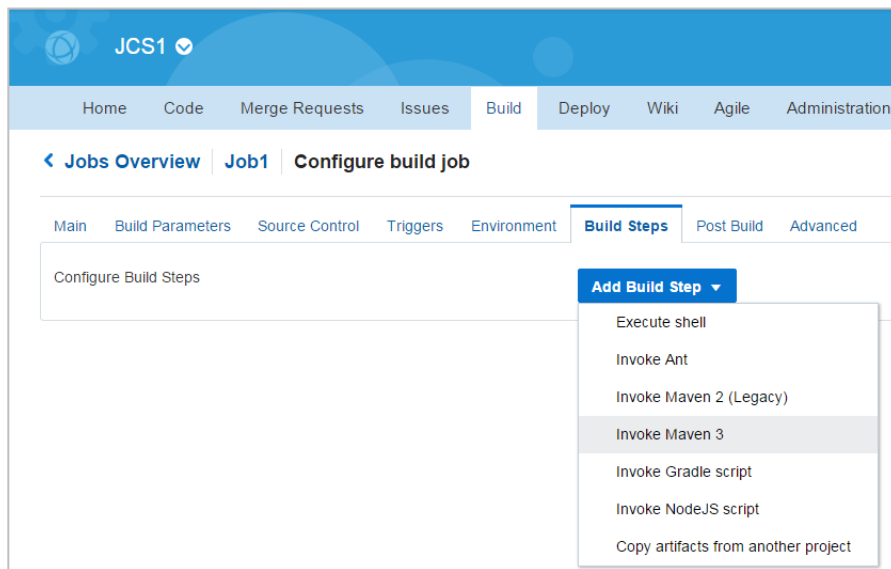 JCS1
Home Code Merge Requests Issues Build Deploy Wiki Agile Administration
Jobs Overview Job1 Configure build job
Main Build Parameters Source Control Triggers Environment Build Steps Post Build Advanced
Configure Build Steps Add Build Step
Execute shell
Invoke Ant
Invoke Maven 2 (Legacy)
Invoke Maven 3
Invoke Gradle script
Invoke NodeJS script
Copy artifacts from another project